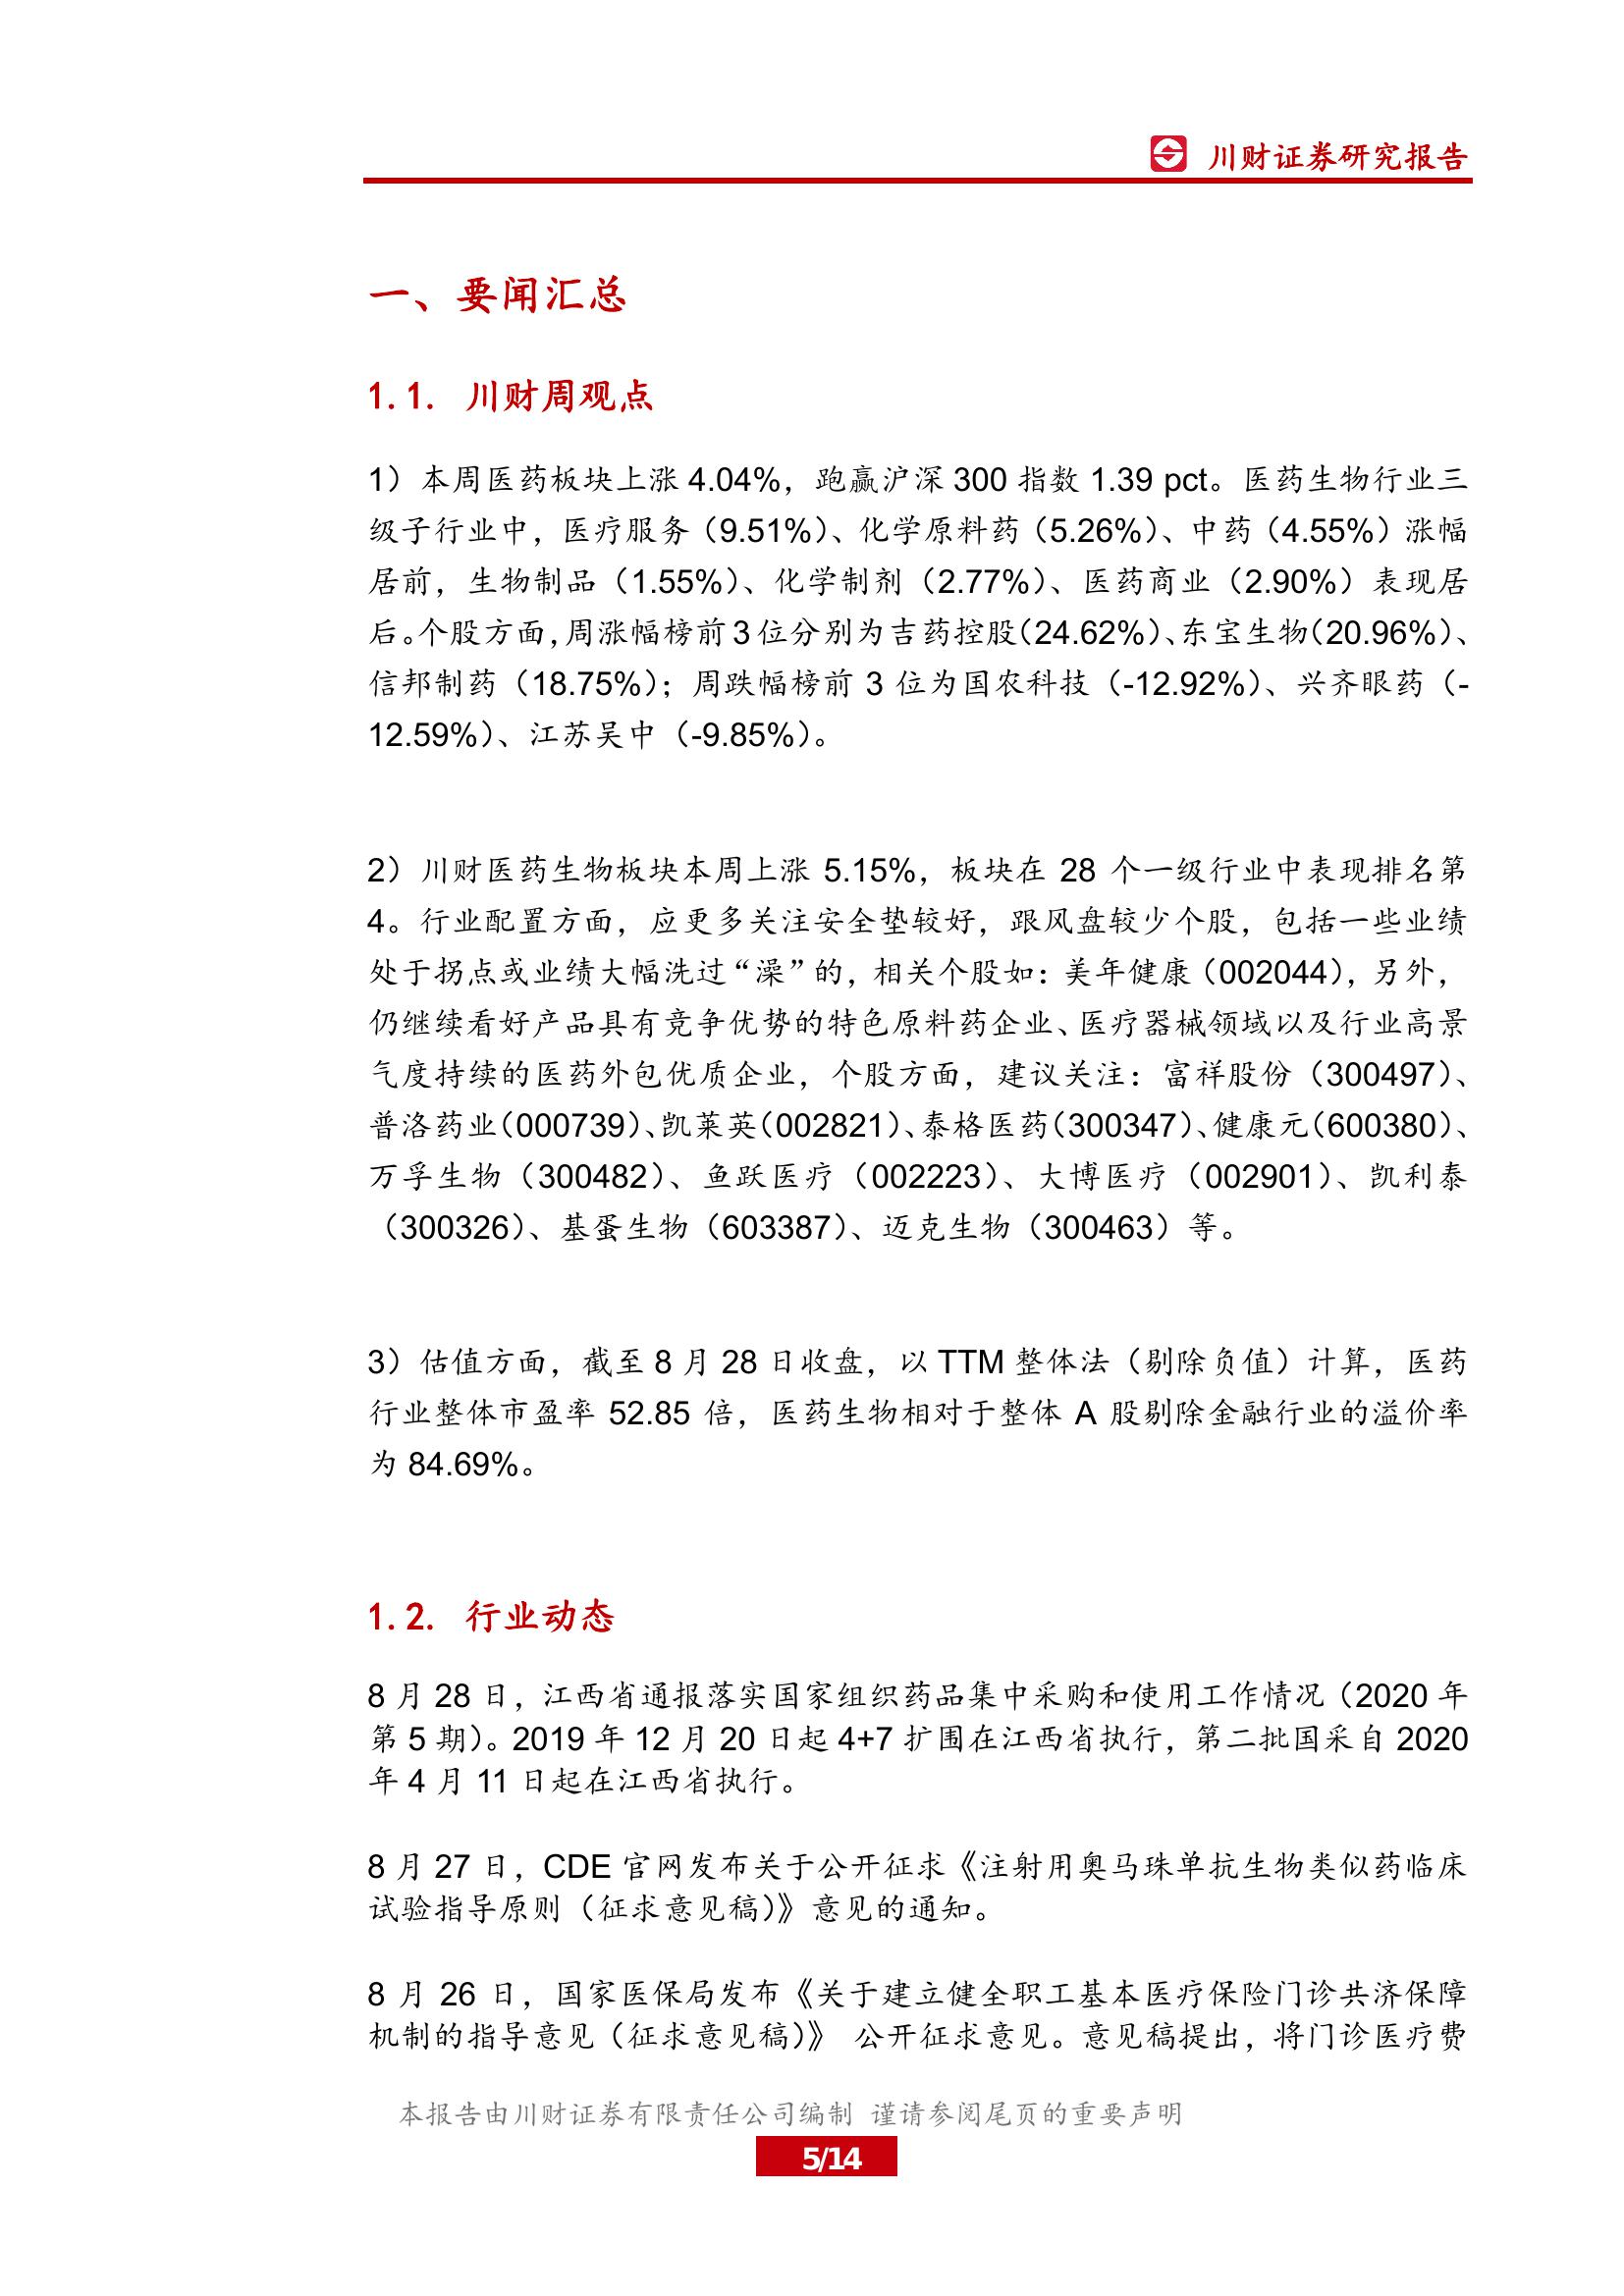 川财证券研究报告
一、要闻汇总
1.1. 川财周观点
1）本周医药板块上涨 4.04%，跑赢沪深 300 指数 1.39 pct。医药生物行业三
级子行业中，医疗服务（9.51%）、化学原料药（5.26%）、中药（4.55%）涨幅
居前，生物制品（1.55%）、化学制剂（2.77%）、医药商业（2.90%）表现居
后。个股方面，周涨幅榜前 3 位分别为吉药控股（24.62%）、东宝生物（20.96%）、
信邦制药（18.75%）；周跌幅榜前 3 位为国农科技（-12.92%）、兴齐眼药（-
12.59%）、江苏吴中（-9.85%）。
2）川财医药生物板块本周上涨 5.15%，板块在 28 个一级行业中表现排名第
4。行业配置方面，应更多关注安全垫较好，跟风盘较少个股，包括一些业绩
处于拐点或业绩大幅洗过“澡”的，相关个股如：美年健康（002044），另外，
仍继续看好产品具有竞争优势的特色原料药企业、医疗器械领域以及行业高景
气度持续的医药外包优质企业，个股方面，建议关注：富祥股份（300497）、
普洛药业（000739）、凯莱英（002821）、泰格医药（300347）、健康元（600380）、
万孚生物（300482）、鱼跃医疗（002223）、大博医疗（002901）、凯利泰
（300326）、基蛋生物（603387）、迈克生物（300463）等。
3）估值方面，截至 8 月 28 日收盘，以 TTM 整体法（剔除负值）计算，医药
行业整体市盈率 52.85 倍，医药生物相对于整体 A 股剔除金融行业的溢价率
为 84.69%。
1.2. 行业动态
8 月 28 日，江西省通报落实国家组织药品集中采购和使用工作情况（2020 年
第 5 期）。2019 年 12 月 20 日起 4+7 扩围在江西省执行，第二批国采自 2020
年 4 月 11 日起在江西省执行。
8 月 27 日，CDE 官网发布关于公开征求《注射用奥马珠单抗生物类似药临床
试验指导原则（征求意见稿）》意见的通知。
8 月 26 日，国家医保局发布《关于建立健全职工基本医疗保险门诊共济保障
机制的指导意见（征求意见稿）》 公开征求意见。意见稿提出，将门诊医疗费
本报告由川财证券有限责任公司编制 谨请参阅尾页的重要声明
5/14